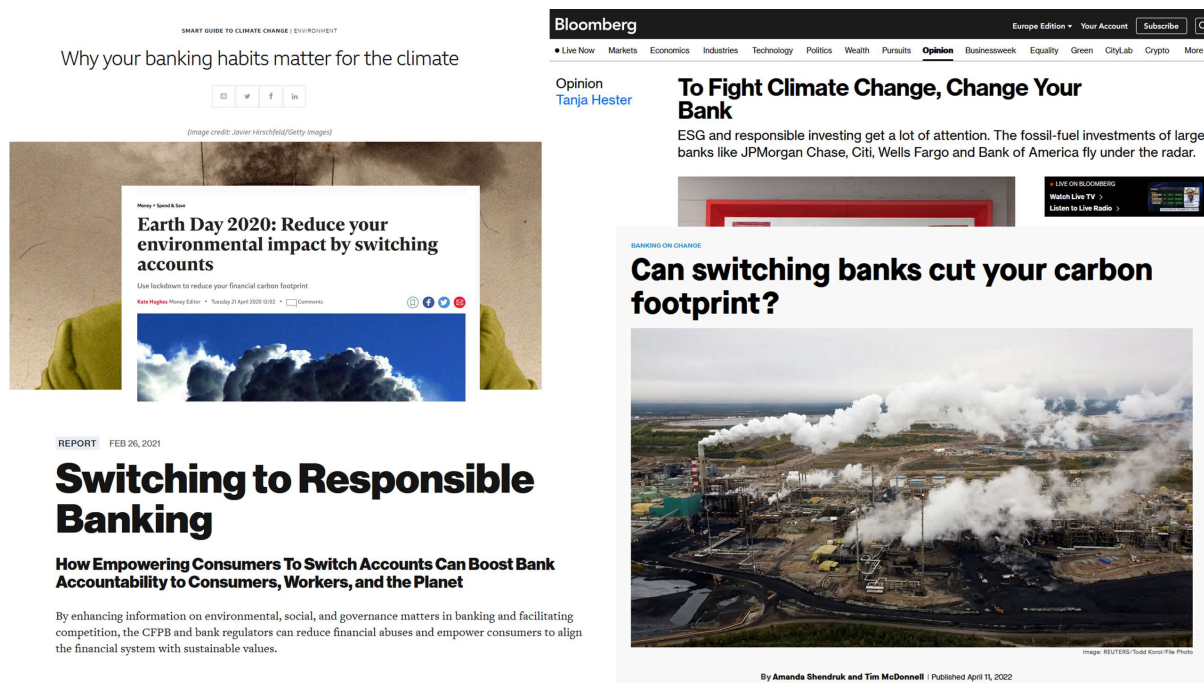 SMART GUIDE TO CLIMATE CHANGE | ENVIRONMENT
Why your banking habits matter for the climate
(Image credit: Javier Hirschfeld/Getty Images)
Money > Spend & Save
Earth Day 2020: Reduce your
environmental impact by switching
accounts
Use lockdown to reduce your financial carbon footprint
Kate Hughes Money Editor • Tuesday 21 April 2020 12:02 • Comments
REPORT FEB 26, 2021
Switching to Responsible
Banking
How Empowering Consumers To Switch Accounts Can Boost Bank
Accountability to Consumers, Workers, and the Planet
By enhancing information on environmental, social, and governance matters in banking and facilitating
competition, the CFPB and bank regulators can reduce financial abuses and empower consumers to align
the financial system with sustainable values.
Bloomberg
Europe Edition Your Account Subscribe
Live Now Markets Economics Industries Technology Politics Wealth Pursuits Opinion Businessweek Equality Green CityLab Crypto More
Opinion
Tanja Hester
To Fight Climate Change, Change Your
Bank
ESG and responsible investing get a lot of attention. The fossil-fuel investments of large
banks like JPMorgan Chase, Citi, Wells Fargo and Bank of America fly under the radar.
LIVE ON BLOOMBERG
Watch Live TV >
Listen to Live Radio >
BANKING ON CHANGE
Can switching banks cut your carbon
footprint?
Image: REUTERS/Todd Korol/File Photo
By Amanda Shendruk and Tim McDonnell | Published April 11, 2022